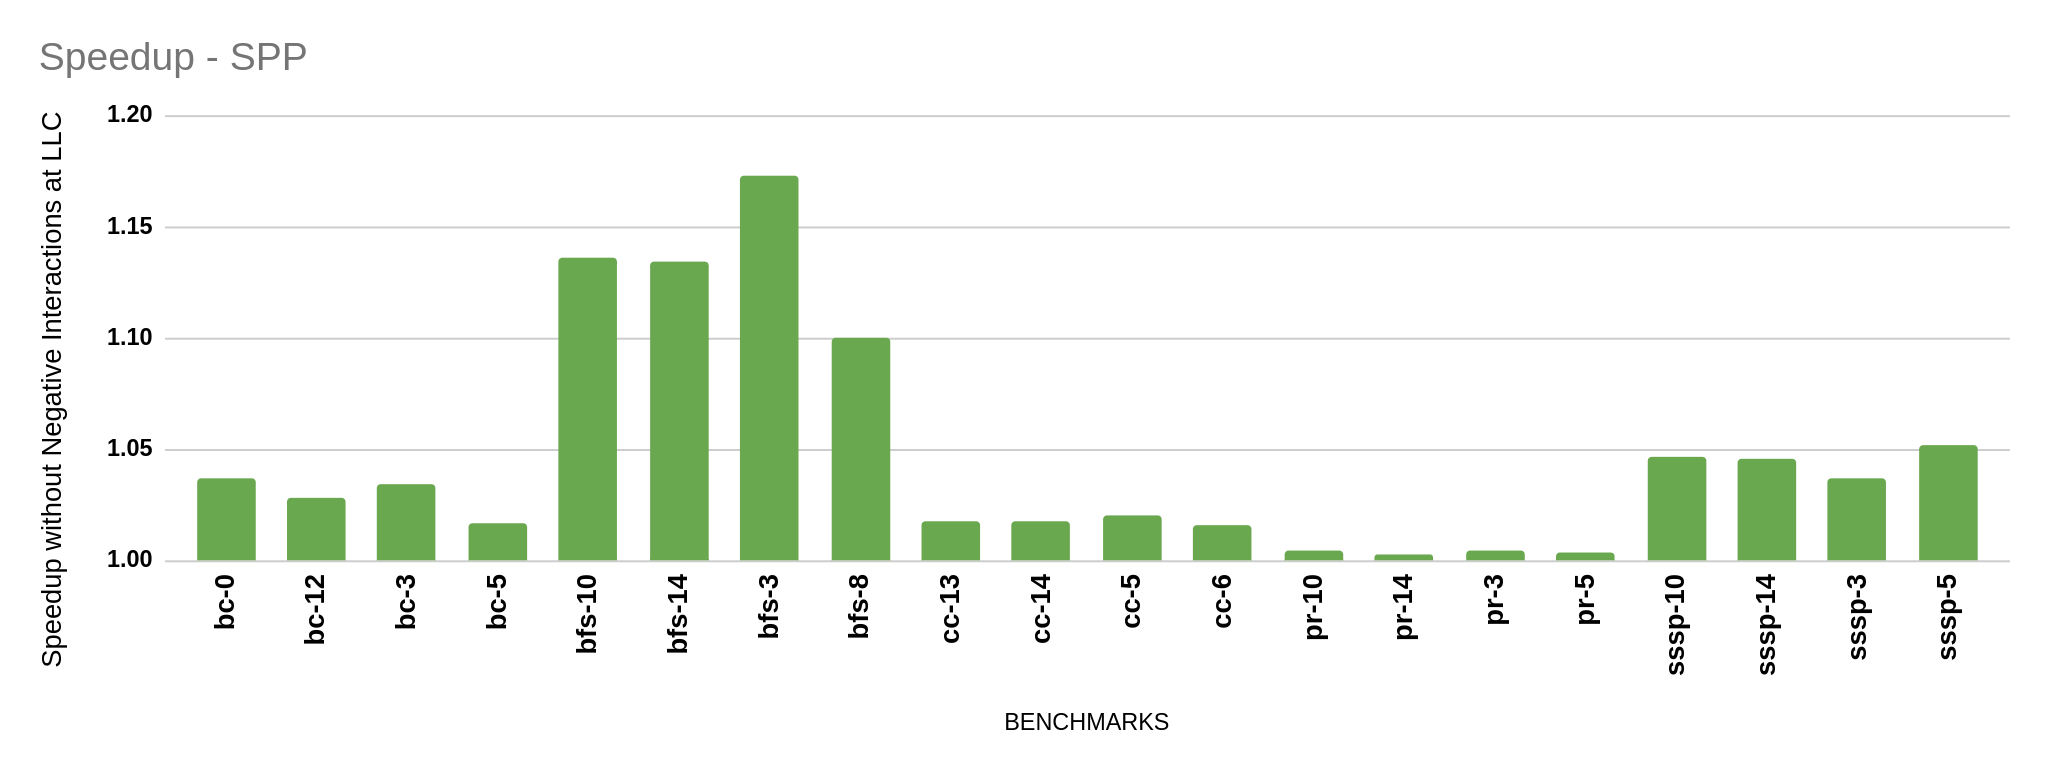 Speedup - SPP
Speedup without Negative Interactions at LLC
1.20
1.15
1.10
1.05
1.00
bc-0
bc-12
bc-3
bc-5
bfs-10
bfs-14
bfs-3
bfs-8
cc-13
cc-14
cc-5
cc-6
pr-10
pr-14
pr-3
pr-5
sssp-10
sssp-14
sssp-3
sssp-5
BENCHMARKS